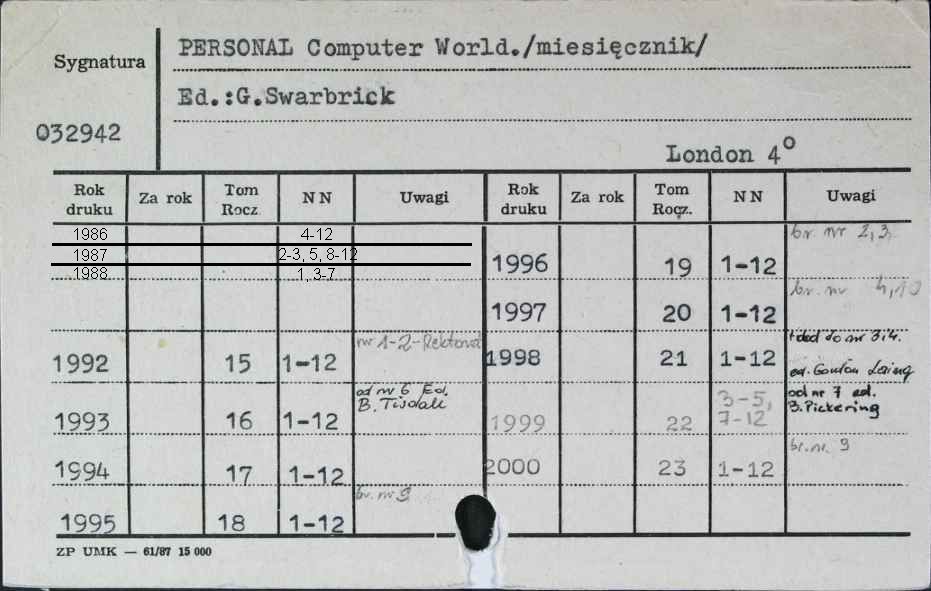 Sygnatura
032942
PERSONAL Computer World./miesięcznik/
Ed.:G.Swarbrick
London 4°
Rok druku Za rok Tom Rocz. N N Uwagi Rok druku Za rok Tom Rocz. N N Uwagi
1986 4-12
1987 2-3, 5, 8-12
1988 1, 3-7
1992 15 1-12 nr 1-2-Rektorat
1993 16 1-12 od nr 6 Ed. B. Tisdall
1994 17 1-12
1995 18 1-12 br. nr 9
1996 19 1-12 br. nr 2,3,
1997 20 1-12 br. nr 4,10
1998 21 1-12 do nr 3i4. ed. Gordon Laing
1999 22 3-5, 7-12 od nr 7 ed. B.Pickering
2000 23 1-12 br. nr. 9
ZP UMK — 61/87 15 000